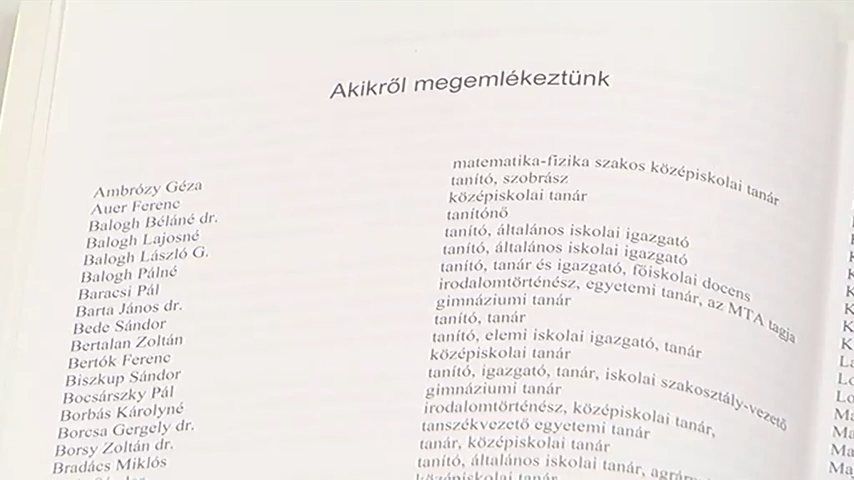 Akikről megemlékeztünk
Ambrózy Géza matematika-fizika szakos középiskolai tanár
Auer Ferenc tanító, szobrász
Balogh Béláné dr. középiskolai tanár
Balogh Lajosné tanítónő
Balogh László G. tanító, általános iskolai igazgató
Balogh Pálné tanító, általános iskolai igazgató
Baracsi Pál tanító, tanár és igazgató, főiskolai docens
Barta János dr. irodalomtörténész, egyetemi tanár, az MTA tagja
Bede Sándor gimnáziumi tanár
Bertalan Zoltán tanító, tanár
Bertók Ferenc tanító, elemi iskolai igazgató, tanár
Biszkup Sándor középiskolai tanár
Bocsárszky Pál tanító, igazgató, tanár, iskolai szakosztály-vezető
Borbás Károlyné gimnáziumi tanár
Borcsa Gergely dr. irodalomtörténész, középiskolai tanár,
Borsy Zoltán dr. tanszékvezető egyetemi tanár
Bradács Miklós tanár, középiskolai tanár
tanító, általános iskolai tanár,